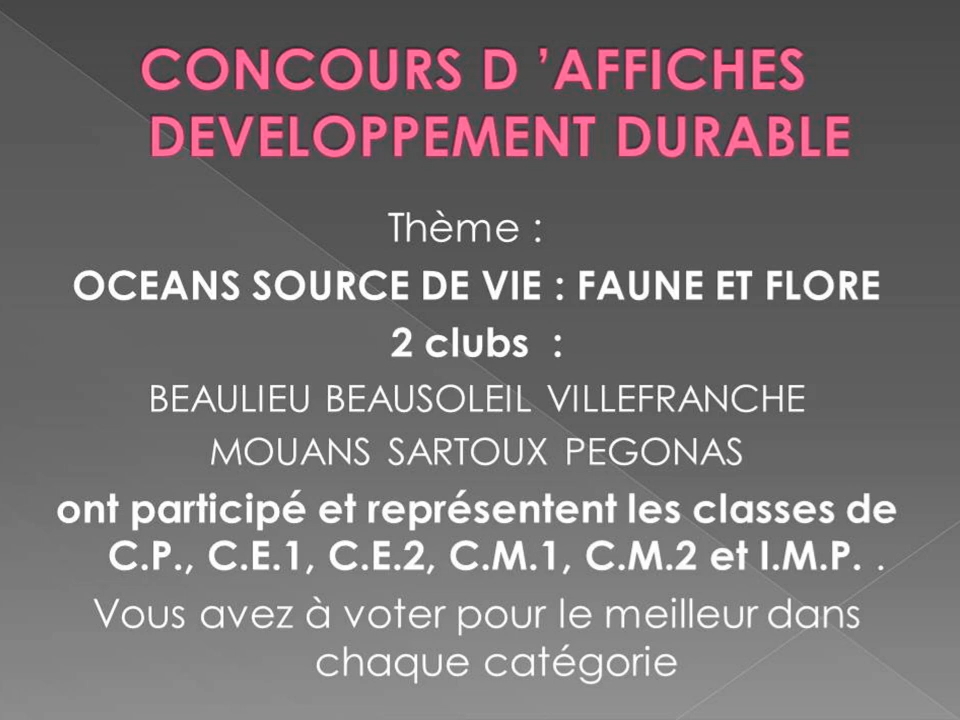 CONCOURS D ’AFFICHES
DEVELOPPEMENT DURABLE
Thème :
OCEANS SOURCE DE VIE : FAUNE ET FLORE
2 clubs :
BEAULIEU BEAUSOLEIL VILLEFRANCHE
MOUANS SARTOUX PEGONAS
ont participé et représentent les classes de
C.P., C.E.1, C.E.2, C.M.1, C.M.2 et I.M.P. .
Vous avez à voter pour le meilleur dans
chaque catégorie